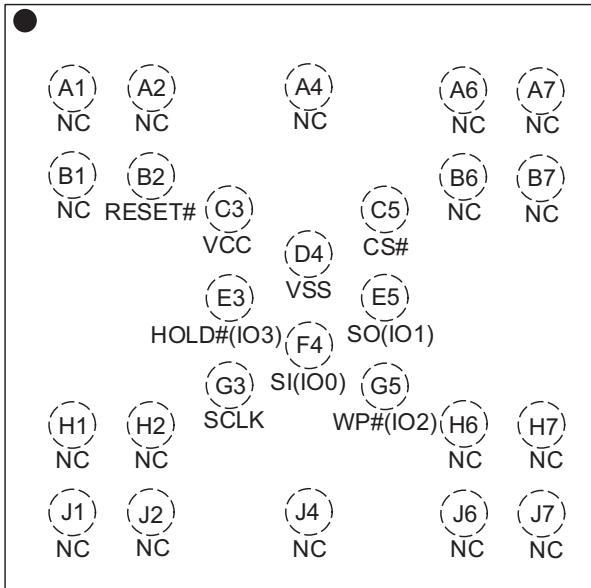 A1 A2 A4 A6 A7
NC NC NC NC NC
B1 B2 B6 B7
NC RESET# NC NC
C3 C5
VCC CS#
D4
VSS
E3 E5
HOLD#(IO3) SO(IO1)
F4
SI(IO0)
G3 G5
SCLK WP#(IO2)
H1 H2 H6 H7
NC NC NC NC
J1 J2 J4 J6 J7
NC NC NC NC NC